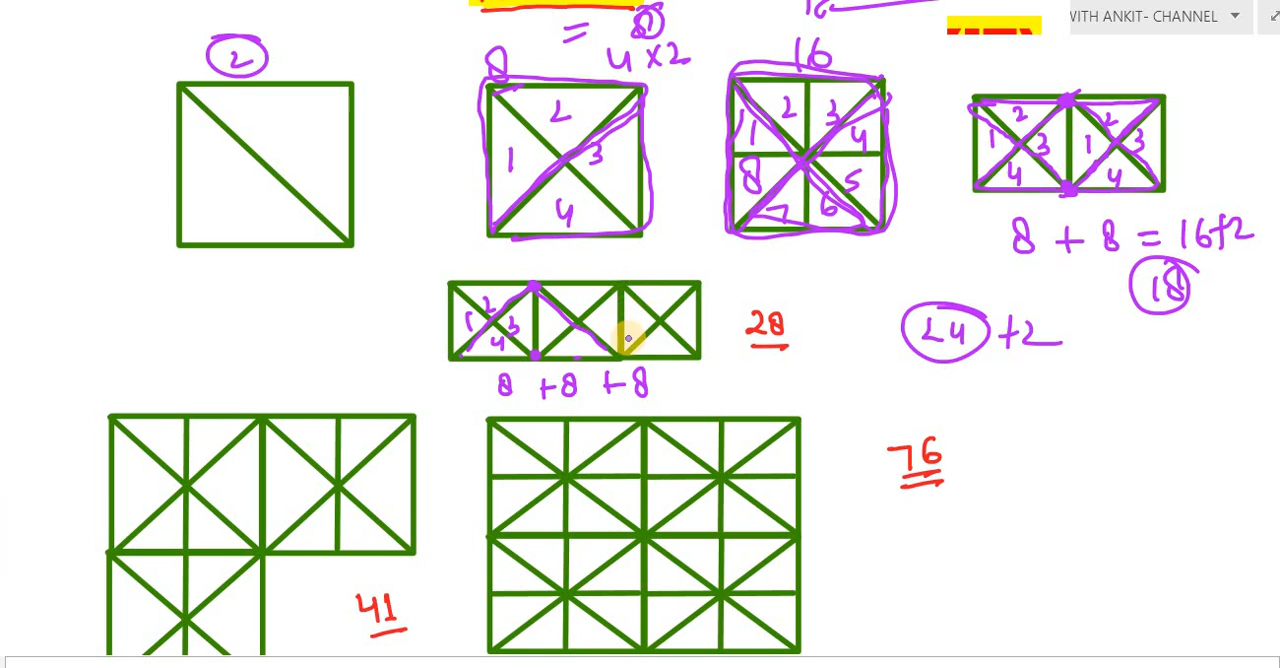 WITH ANKIT- CHANNEL
= 8
4 x 2
2
8
16
1 2 3 4
1 2 3 4 5 6 7 8
1 2 3 4
1 2 3 4
8 + 8 = 16+2
18
1 2 3 4
28
24 +2
8 + 8 + 8
76
41